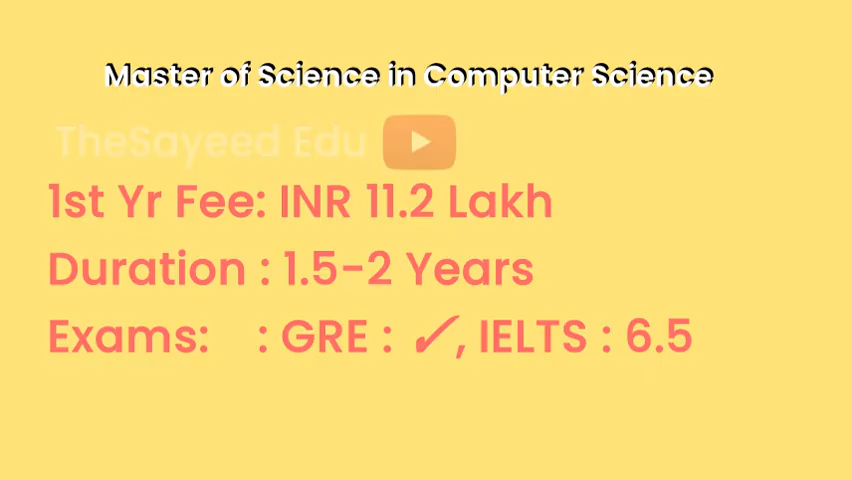 Master of Science in Computer Science
TheSayeed Edu
1st Yr Fee: INR 11.2 Lakh
Duration : 1.5-2 Years
Exams: : GRE : ✓, IELTS : 6.5